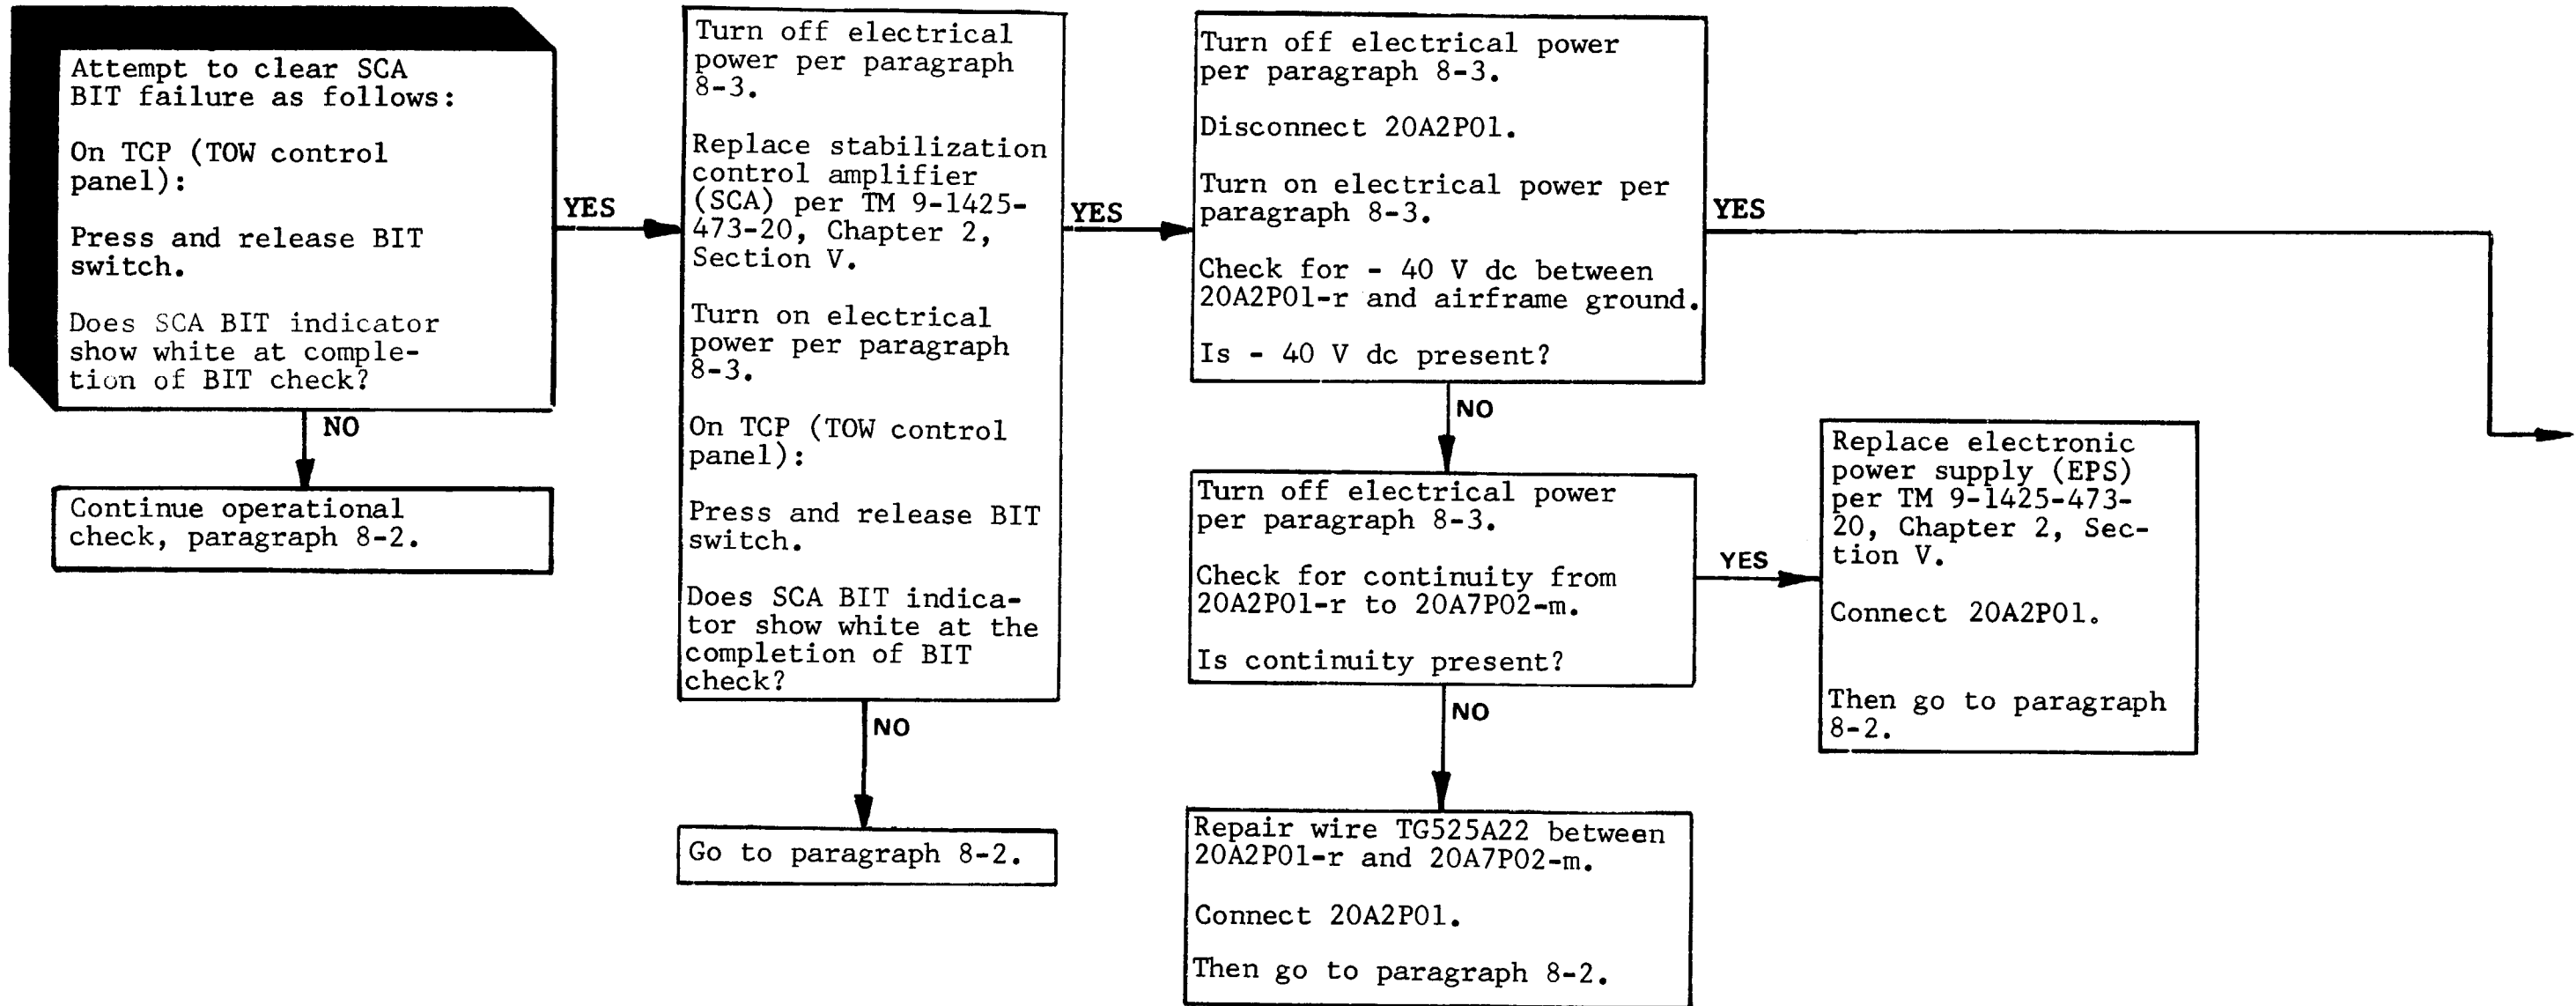 Attempt to clear SCA
BIT failure as follows:
On TCP (TOW control
panel):
Press and release BIT
switch.
Does SCA BIT indicator
show white at comple-
tion of BIT check?
YES
NO
Continue operational
check, paragraph 8-2.
Turn off electrical
power per paragraph
8-3.
Replace stabilization
control amplifier
(SCA) per TM 9-1425-
473-20, Chapter 2,
Section V.
Turn on electrical
power per paragraph
8-3.
On TCP (TOW control
panel):
Press and release BIT
switch.
Does SCA BIT indica-
tor show white at the
completion of BIT
check?
YES
NO
Go to paragraph 8-2.
Turn off electrical power
per paragraph 8-3.
Disconnect 20A2P01.
Turn on electrical power per
paragraph 8-3.
Check for - 40 V dc between
20A2P01-r and airframe ground.
Is - 40 V dc present?
YES
NO
Turn off electrical power
per paragraph 8-3.
Check for continuity from
20A2P01-r to 20A7P02-m.
Is continuity present?
YES
NO
Repair wire TG525A22 between
20A2P01-r and 20A7P02-m.
Connect 20A2P01.
Then go to paragraph 8-2.
Replace electronic
power supply (EPS)
per TM 9-1425-473-
20, Chapter 2, Sec-
tion V.
Connect 20A2P01.
Then go to paragraph
8-2.